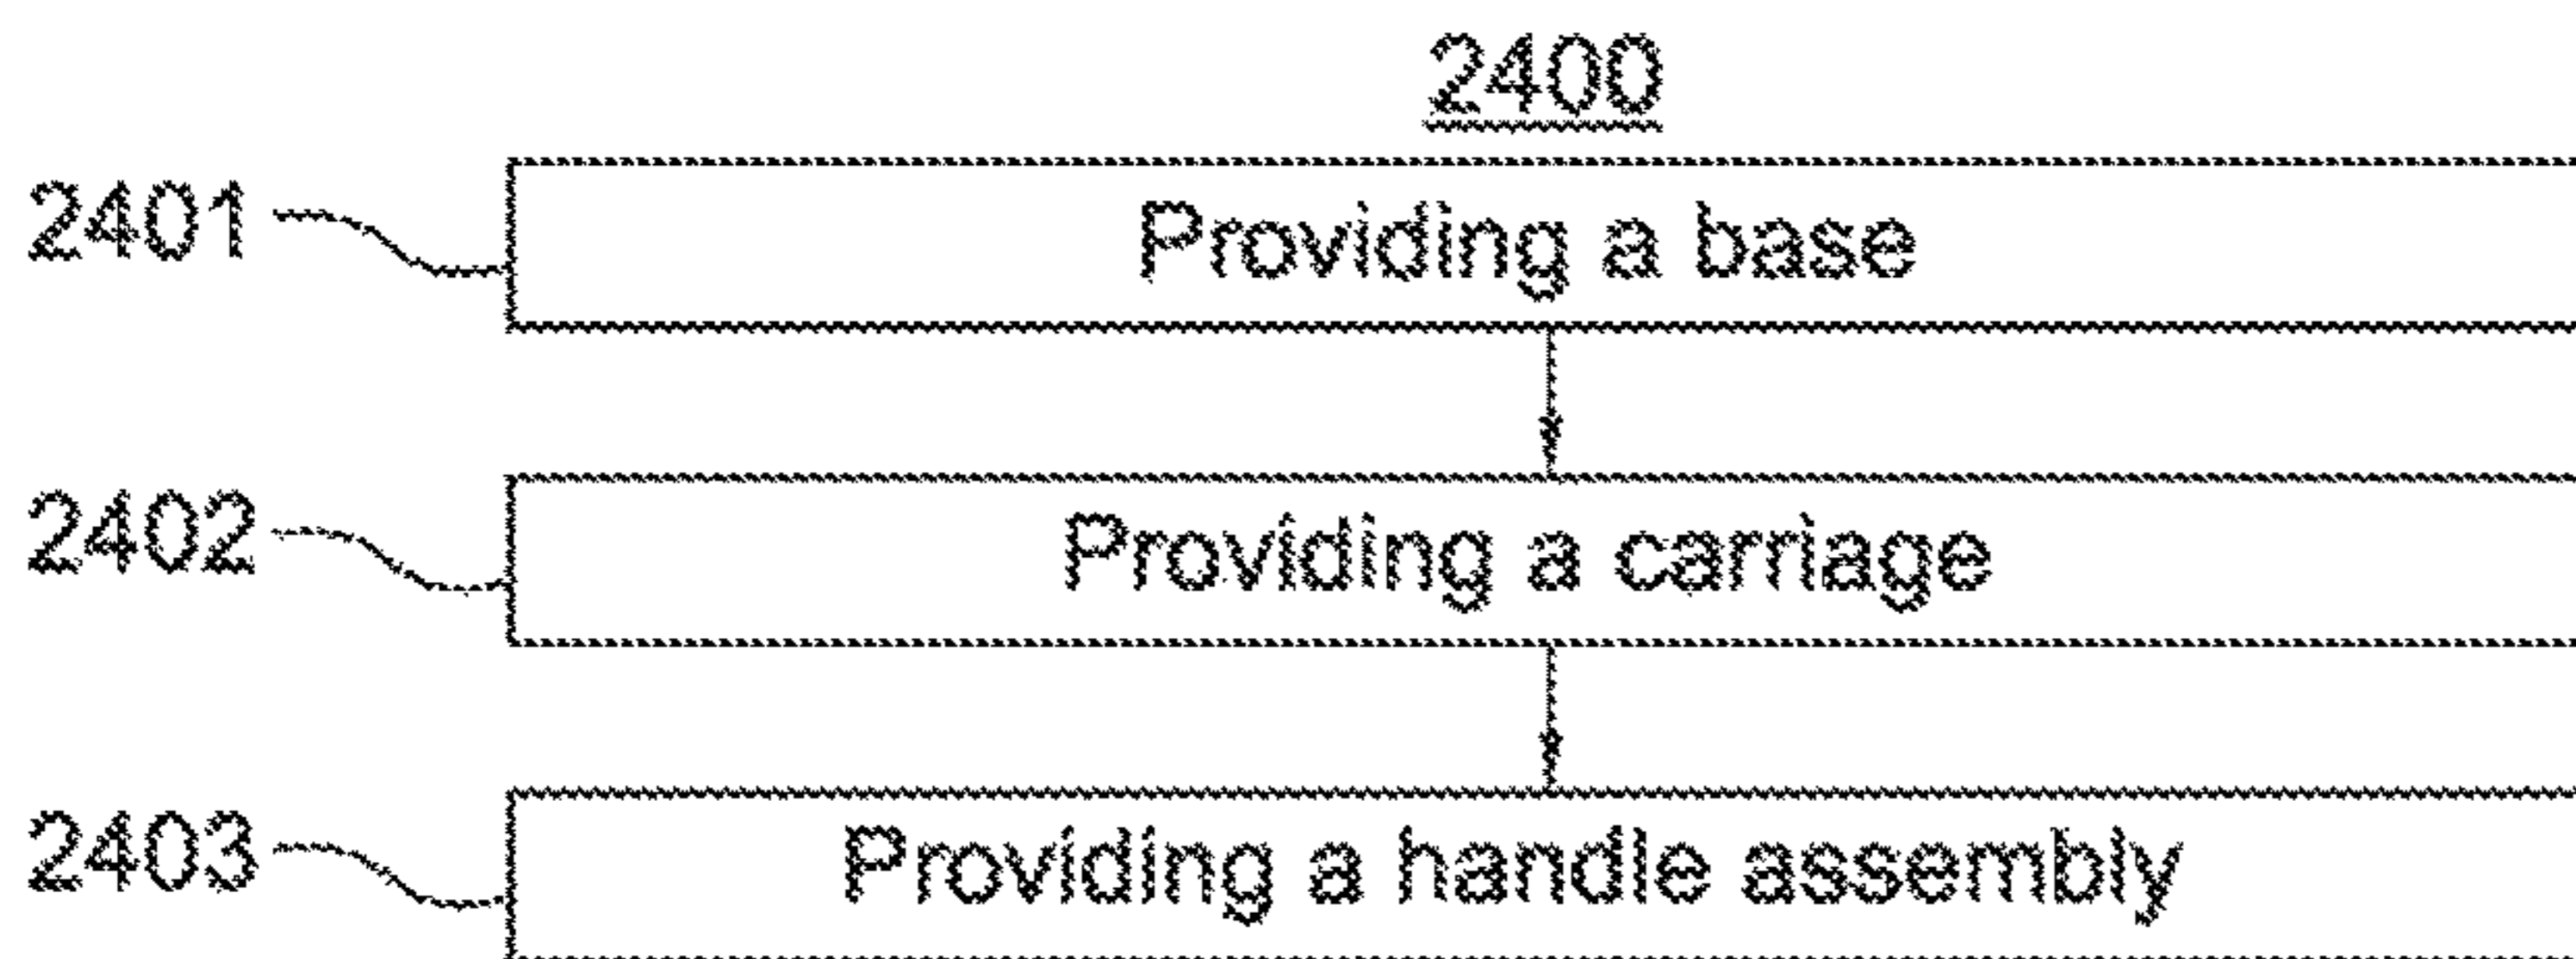 2400
2401 Providing a base
2402 Providing a carriage
2403 Providing a handle assembly